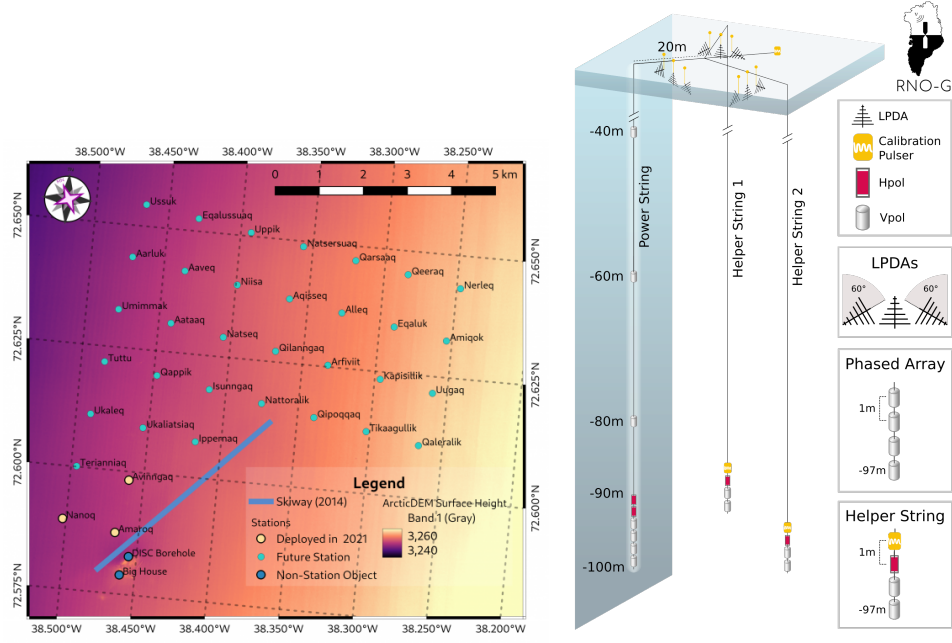 38.500°W 38.450°W 38.400°W 38.350°W 38.300°W 38.250°W
0 1 2 3 4 5 km
72.650°N
72.625°N
72.600°N
72.575°N
72.650°N
72.625°N
72.600°N
Ussuk
Eqalussuaq
Uppik
Natsersuaq
Qarsaaq
Qeeraq
Nerleq
Aarluk
Aaveq
Niisa
Aqisseq
Alleq
Eqaluk
Amiqok
Umimmak
Aataaq
Natseq
Qilanngaq
Arfiviit
Kapisillik
Uugaq
Tuttu
Qappik
Isunngaq
Nattoralik
Qipoqqaq
Tikaagullik
Qaleralik
Ukaleq
Ukaliatsiaq
Ippernaq
Terianniaq
Avinngaq
Nanoq
Amaroq
DISC Borehole
Big House
Legend
Skiway (2014)
Stations
Deployed in 2021
Future Station
Non-Station Object
ArcticDEM Surface Height
Band 1 (Gray)
3,260
3,240
38.500°W 38.450°W 38.400°W 38.350°W 38.300°W 38.250°W 38.200°W
20m
-40m
-60m
-80m
-90m
-100m
Power String
Helper String 1
Helper String 2
RNO-G
LPDA
Calibration
Pulser
Hpol
Vpol
LPDAs
60° 60°
Phased Array
1m
-97m
Helper String
1m
-97m